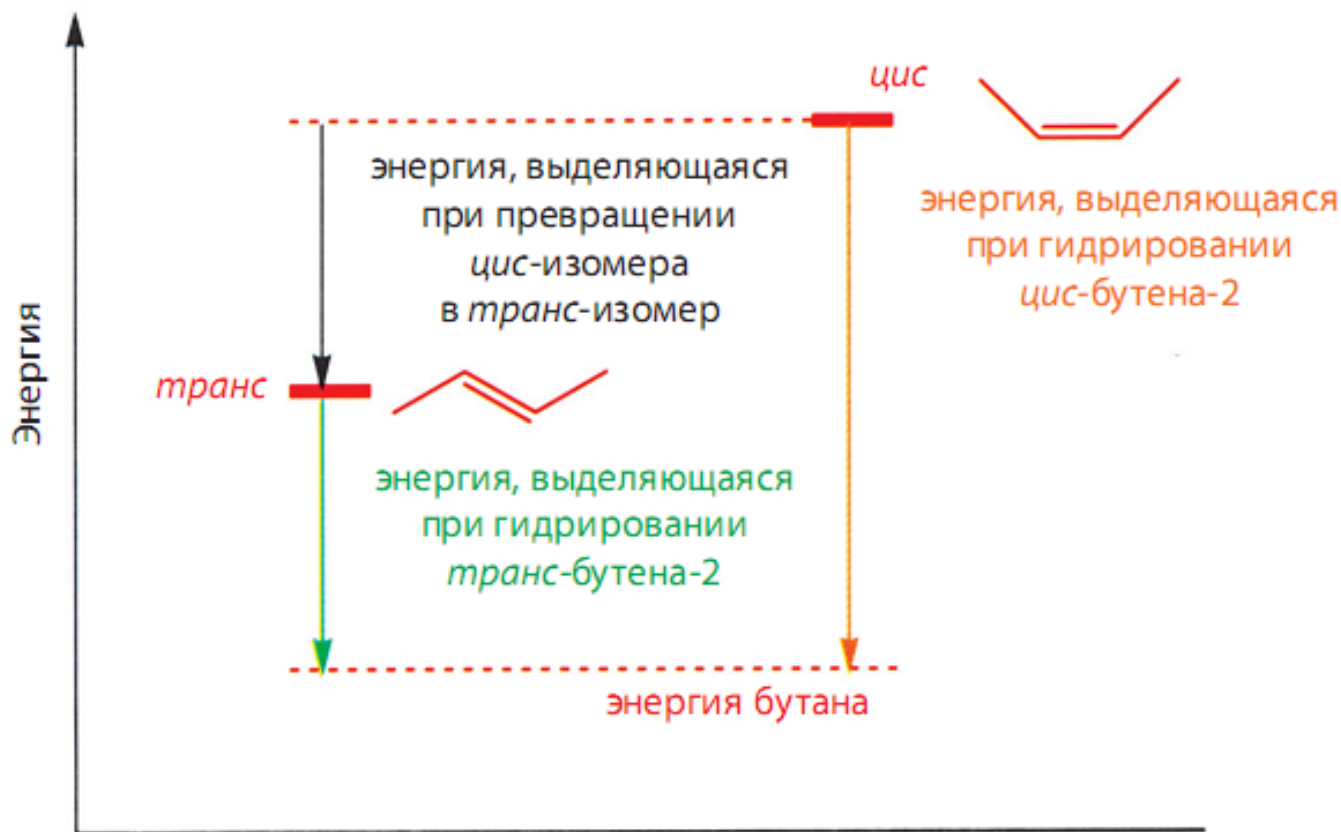 цис
энергия, выделяющаяся
при превращении
цис-изомера
в транс-изомер
энергия, выделяющаяся
при гидрировании
цис-бутена-2
Энергия
транс
энергия, выделяющаяся
при гидрировании
транс-бутена-2
энергия бутана